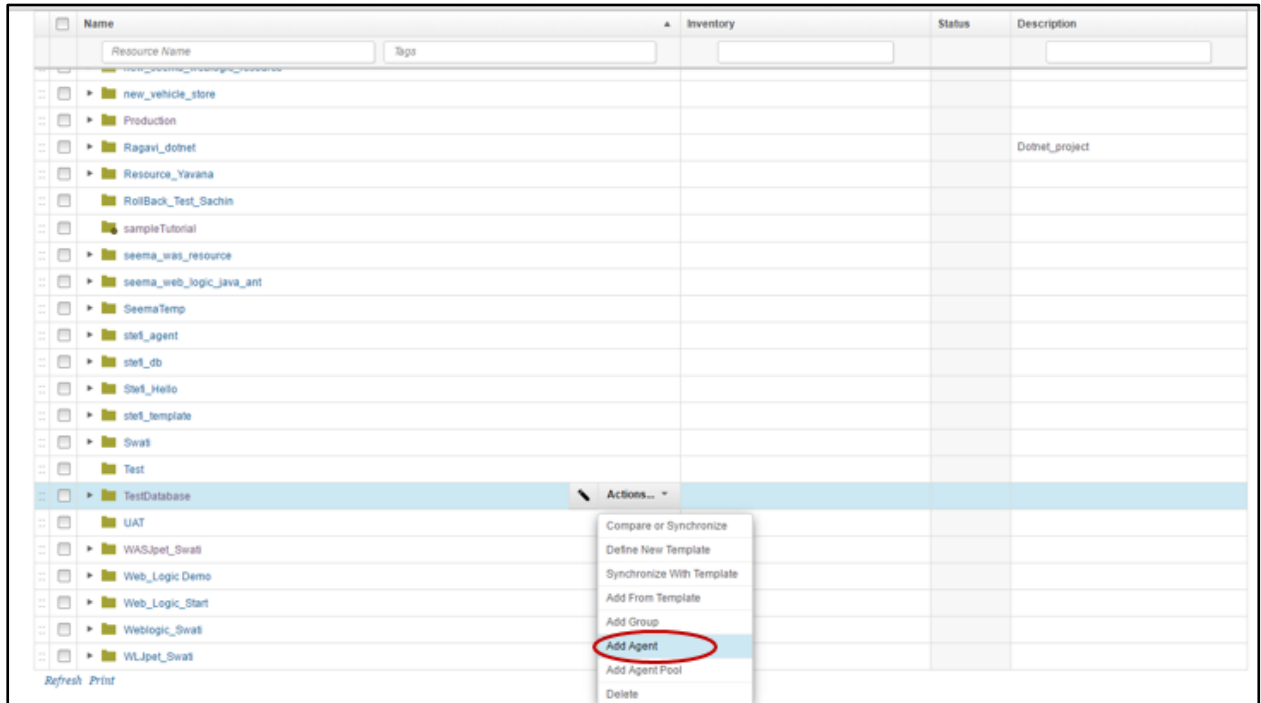 Name Inventory Status Description
Resource Name Tags
new_seema_weblogic_resource
new_vehicle_store
Production
Ragavi_dotnet Dotnet_project
Resource_Yavana
RollBack_Test_Sachin
sampleTutorial
seema_was_resource
seema_web_logic_java_ant
SeemaTemp
stefi_agent
stefi_db
Stefi_Hello
stefi_template
Swati
Test
TestDatabase Actions...
UAT
WASJpet_Swati
Web_Logic Demo
Web_Logic_Start
Weblogic_Swati
WLJpet_Swati
Refresh Print
Compare or Synchronize
Define New Template
Synchronize With Template
Add From Template
Add Group
Add Agent
Add Agent Pool
Delete